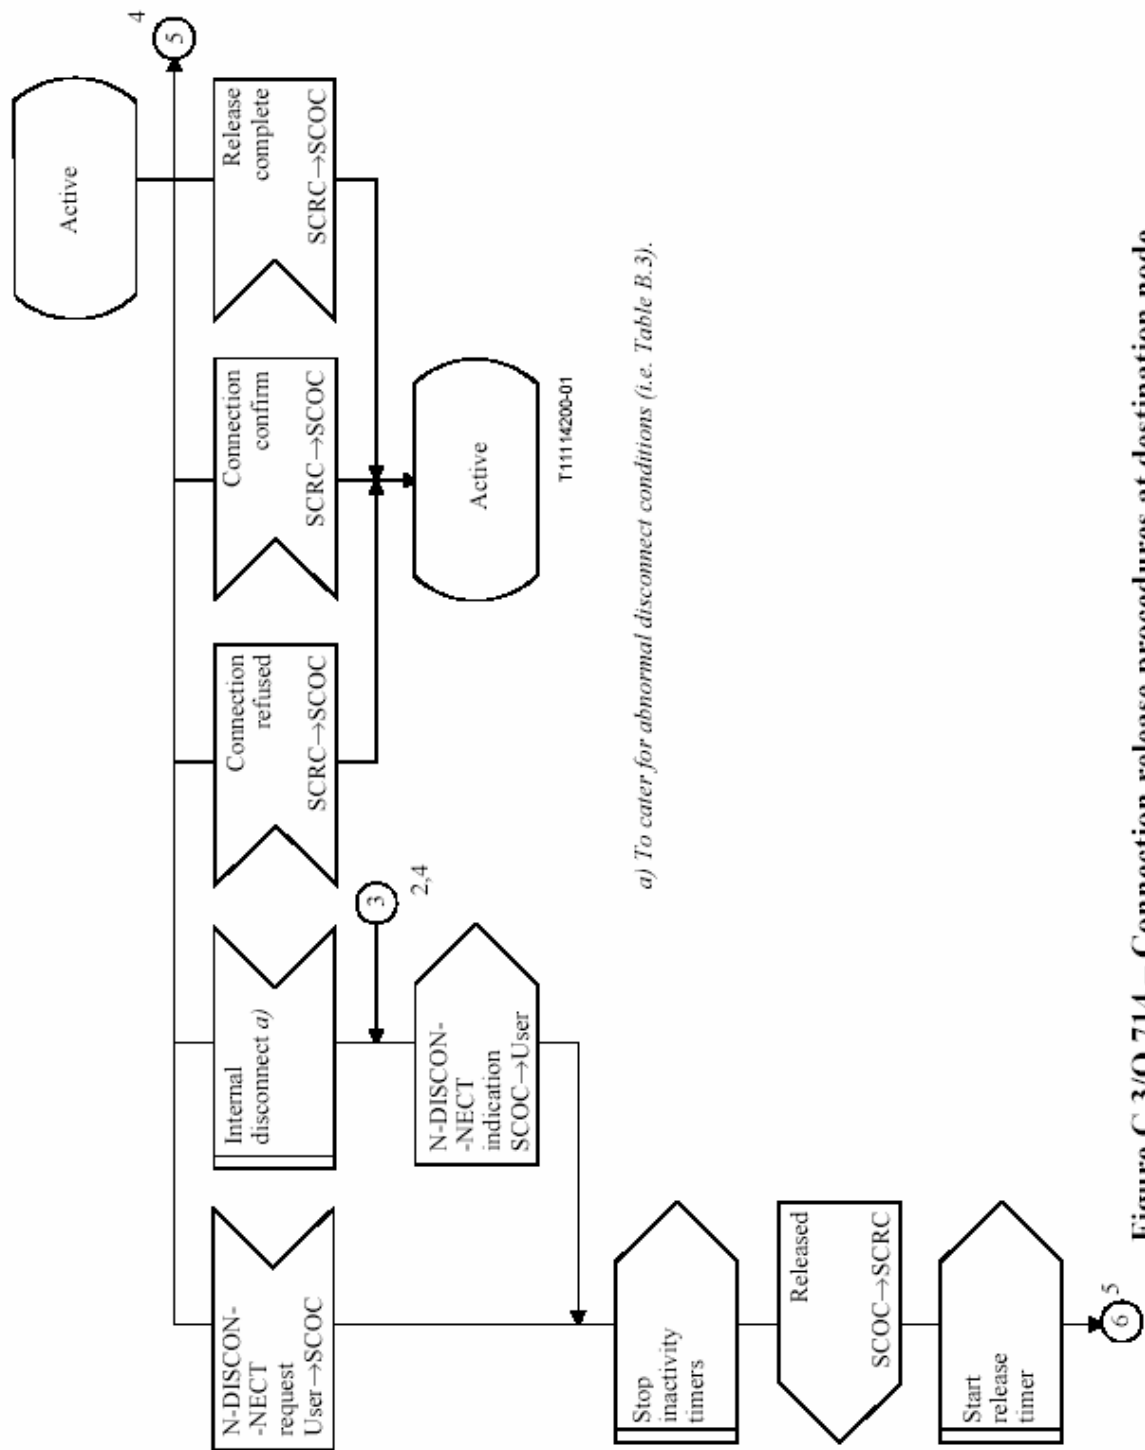 Active
4
5
N-DISCON-
-NECT
request
User→SCOC
Internal
disconnect a)
Connection
refused
SCRC→SCOC
Connection
confirm
SCRC→SCOC
Release
complete
SCRC→SCOC
3
2,4
N-DISCON-
-NECT
indication
SCOC→User
Active
T11114200-01
Stop
inactivity
timers
a) To cater for abnormal disconnect conditions (i.e. Table B.3).
Released
SCOC→SCRC
Start
release
timer
6
5
Figure C.3/Q.714 – Connection release procedures at destination node